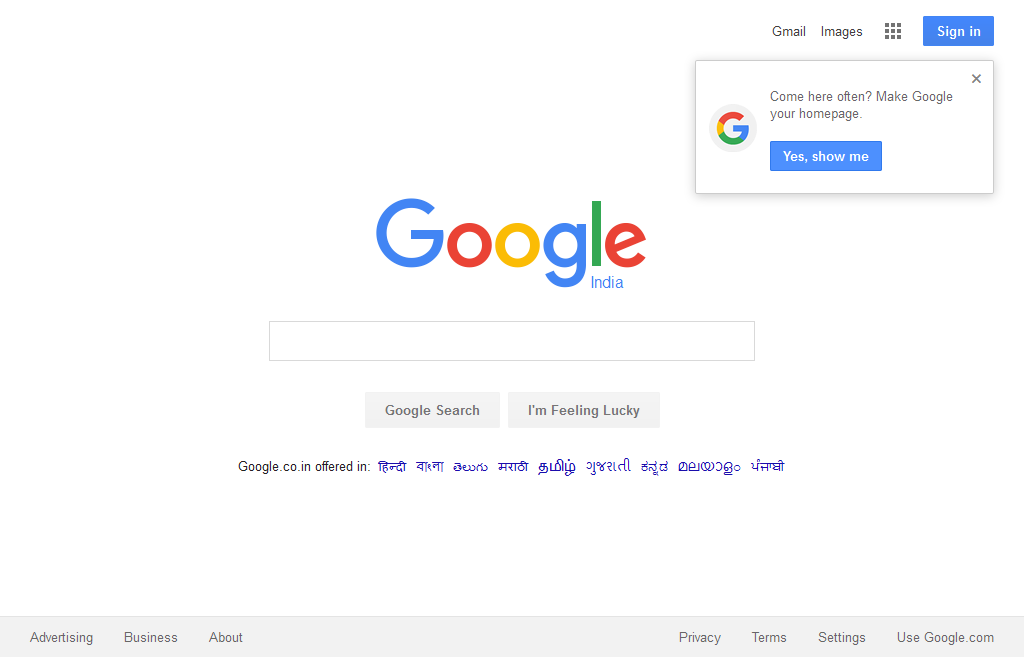 Gmail Images Sign in
Come here often? Make Google
your homepage.
Yes, show me
Google
India
Google Search I'm Feeling Lucky
Google.co.in offered in: हिन्दी বাংলা తెలుగు मराठी தமிழ் ગુજરાતી ಕನ್ನಡ മലയാളം ਪੰਜਾਬੀ
Advertising Business About Privacy Terms Settings Use Google.com